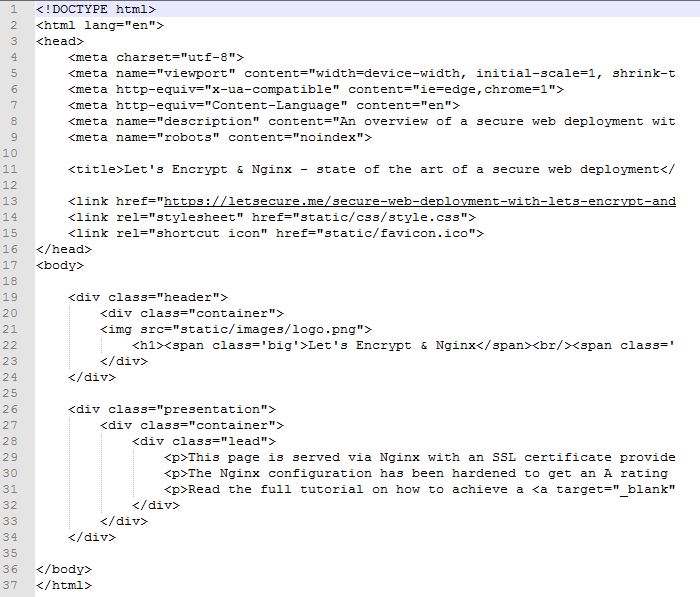 1 <!DOCTYPE html>
2 <html lang="en">
3 <head>
4     <meta charset="utf-8">
5     <meta name="viewport" content="width=device-width, initial-scale=1, shrink-t
6     <meta http-equiv="x-ua-compatible" content="ie=edge,chrome=1">
7     <meta http-equiv="Content-Language" content="en">
8     <meta name="description" content="An overview of a secure web deployment wit
9     <meta name="robots" content="noindex">
10
11     <title>Let's Encrypt & Nginx - state of the art of a secure web deployment</
12
13     <link href="https://letsecure.me/secure-web-deployment-with-lets-encrypt-and
14     <link rel="stylesheet" href="static/css/style.css">
15     <link rel="shortcut icon" href="static/favicon.ico">
16 </head>
17 <body>
18
19     <div class="header">
20         <div class="container">
21         <img src="static/images/logo.png">
22             <h1><span class='big'>Let's Encrypt & Nginx</span><br/><span class='
23         </div>
24     </div>
25
26     <div class="presentation">
27         <div class="container">
28             <div class="lead">
29                 <p>This page is served via Nginx with an SSL certificate provide
30                 <p>The Nginx configuration has been hardened to get an A rating
31                 <p>Read the full tutorial on how to achieve a <a target="_blank"
32             </div>
33         </div>
34     </div>
35
36 </body>
37 </html>